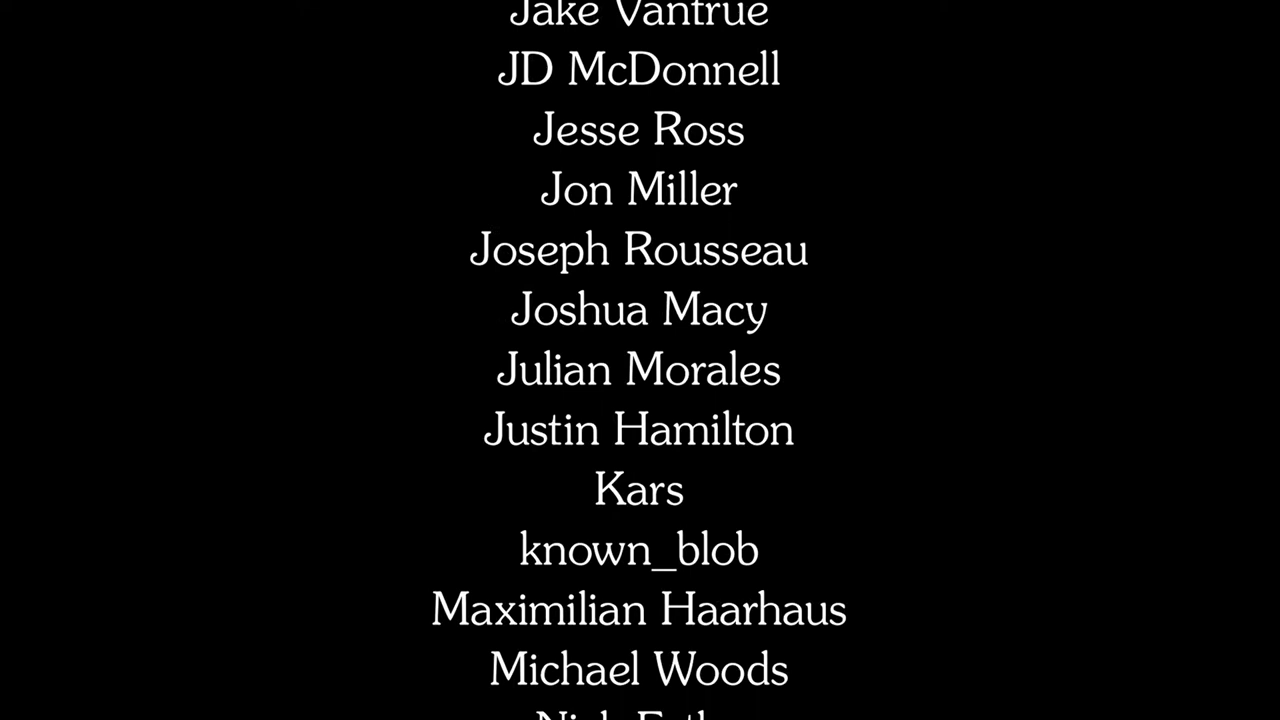 Jake Vantrue
JD McDonnell
Jesse Ross
Jon Miller
Joseph Rousseau
Joshua Macy
Julian Morales
Justin Hamilton
Kars
known_blob
Maximilian Haarhaus
Michael Woods